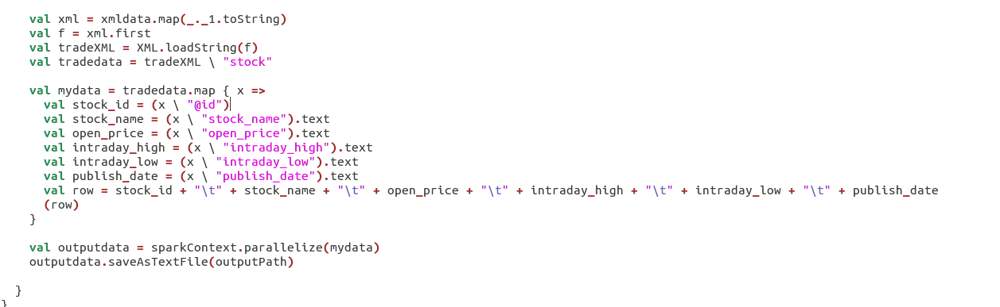 val xml = xmldata.map(_._1.toString)
val f = xml.first
val tradeXML = XML.loadString(f)
val tradedata = tradeXML \ "stock"
val mydata = tradedata.map { x =>
val stock_id = (x \ "@id")
val stock_name = (x \ "stock_name").text
val open_price = (x \ "open_price").text
val intraday_high = (x \ "intraday_high").text
val intraday_low = (x \ "intraday_low").text
val publish_date = (x \ "publish_date").text
val row = stock_id + "\t" + stock_name + "\t" + open_price + "\t" + intraday_high + "\t" + intraday_low + "\t" + publish_date
(row)
}
val outputdata = sparkContext.parallelize(mydata)
outputdata.saveAsTextFile(outputPath)
}
}